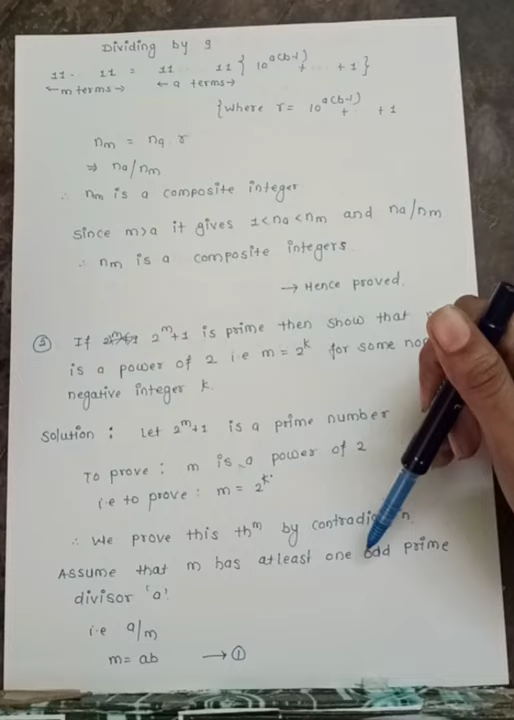 Dividing by 9
11. 11 = 11 11 { 10^a(b-1) + ... + 1 }
←m terms→ ← a terms→
{where r = 10^a(b-1) + + 1
n_m = n_a. r
⇒ n_a/n_m
∴ n_m is a composite integer
since m>a it gives 1<n_a<n_m and n_a/n_m
∴ n_m is a composite integers.
→ Hence proved.
③ If 2^m+1 is prime then show that
is a power of 2 i.e m = 2^k for some non
negative integer k.
Solution : Let 2^m+1 is a prime number
To prove : m is a power of 2
i.e to prove : m = 2^k.
∴ We prove this th^m by
Assume that m has atleast one odd prime
divisor 'a'.
i.e a/m
m = ab → ①